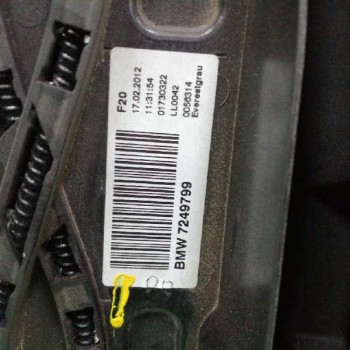 F20
17.02.2012
11:31:54
01730322
LL0042
0056314
Everestgrau
BMW 7249799